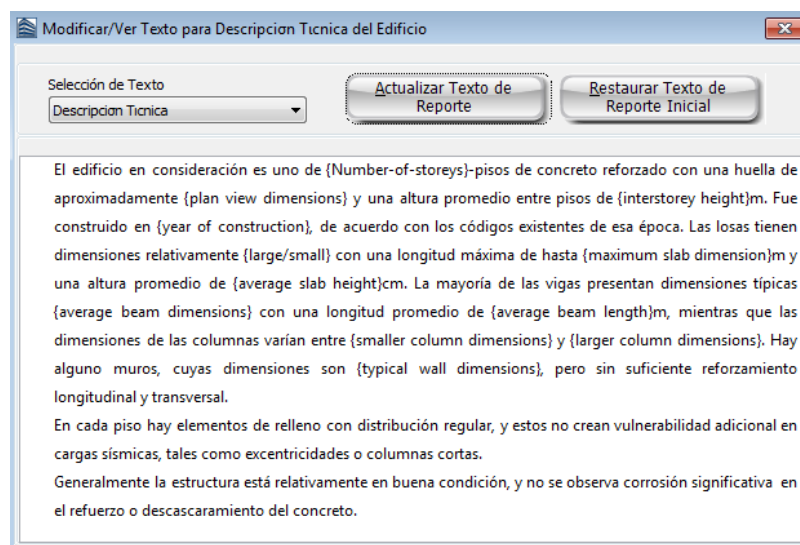 Modificar/Ver Texto para Descripciσn Tιcnica del Edificio
Selección de Texto
Descripciσn Tιcnica
Actualizar Texto de
Reporte
Restaurar Texto de
Reporte Inicial
El edificio en consideración es uno de {Number-of-storeys}-pisos de concreto reforzado con una huella de
aproximadamente {plan view dimensions} y una altura promedio entre pisos de {interstorey height}m. Fue
construido en {year of construction}, de acuerdo con los códigos existentes de esa época. Las losas tienen
dimensiones relativamente {large/small} con una longitud máxima de hasta {maximum slab dimension}m y
una altura promedio de {average slab height}cm. La mayoría de las vigas presentan dimensiones típicas
{average beam dimensions} con una longitud promedio de {average beam length}m, mientras que las
dimensiones de las columnas varían entre {smaller column dimensions} y {larger column dimensions}. Hay
alguno muros, cuyas dimensiones son {typical wall dimensions}, pero sin suficiente reforzamiento
longitudinal y transversal.
En cada piso hay elementos de relleno con distribución regular, y estos no crean vulnerabilidad adicional en
cargas sísmicas, tales como excentricidades o columnas cortas.
Generalmente la estructura está relativamente en buena condición, y no se observa corrosión significativa en
el refuerzo o descascaramiento del concreto.